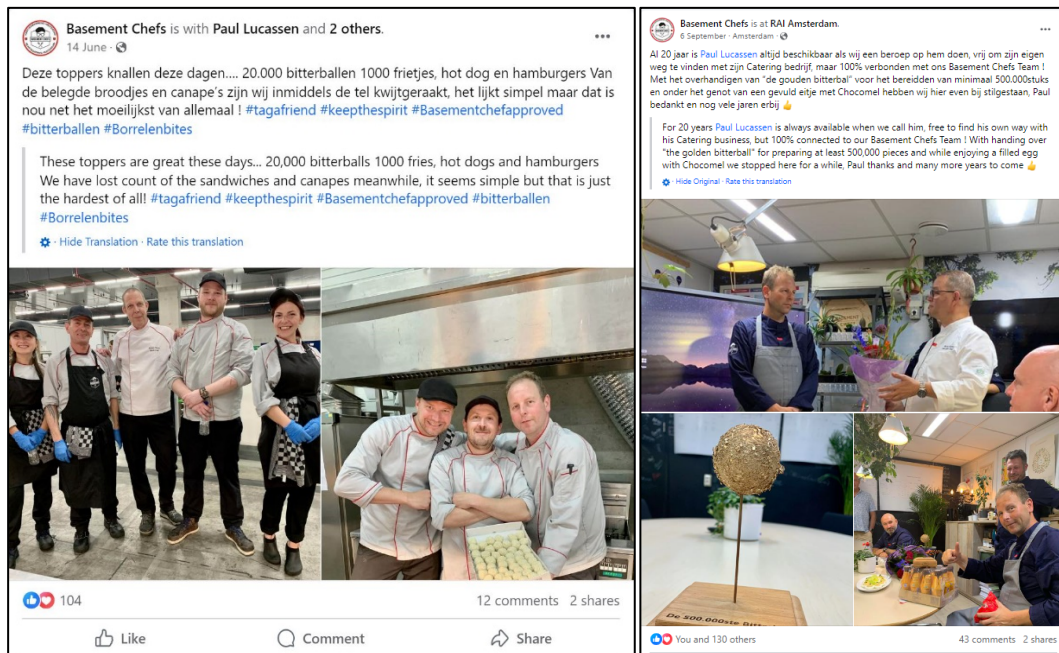 Basement Chefs is with Paul Lucassen and 2 others.
14 June ·
Deze toppers knallen deze dagen.... 20.000 bitterballen 1000 frietjes, hot dog en hamburgers Van
de belegde broodjes en canape's zijn wij inmiddels de tel kwijtgeraakt, het lijkt simpel maar dat is
nou net het moeilijkst van allemaal ! #tagafriend #keepthespirit #Basementchefsapproved
#bitterballen #Borrelenbites
These toppers are great these days... 20,000 bitterballs 1000 fries, hot dogs and hamburgers
We have lost count of the sandwiches and canapes meanwhile, it seems simple but that is just
the hardest of all! #tagafriend #keepthespirit #Basementchefapproved #bitterballen
#Borrelenbites
· Hide Translation · Rate this translation
104
12 comments 2 shares
Like
Comment
Share
Basement Chefs is at RAI Amsterdam.
6 September · Amsterdam ·
Al 20 jaar is Paul Lucassen altijd beschikbaar als wij een beroep op hem doen, vrij om zijn eigen
weg te vinden met zijn Catering bedrijf, maar 100% verbonden met ons Basement Chefs Team !
Met het overhandigen van "de gouden bitterbal" voor het bereidden van minimaal 500.000stuks
en onder het genot van een gevuld eitje met Chocomel hebben wij hier even bij stilgestaan, Paul
bedankt en nog vele jaren erbij
For 20 years Paul Lucassen is always available when we call him, free to find his own way with
his Catering business, but 100% connected to our Basement Chefs Team ! With handing over
"the golden bitterball" for preparing at least 500,000 pieces and while enjoying a filled egg
with Chocomel we stopped here for a while, Paul thanks and many more years to come
· Hide Original · Rate this translation
De 500.000ste Bitt
You and 130 others
43 comments 2 shares